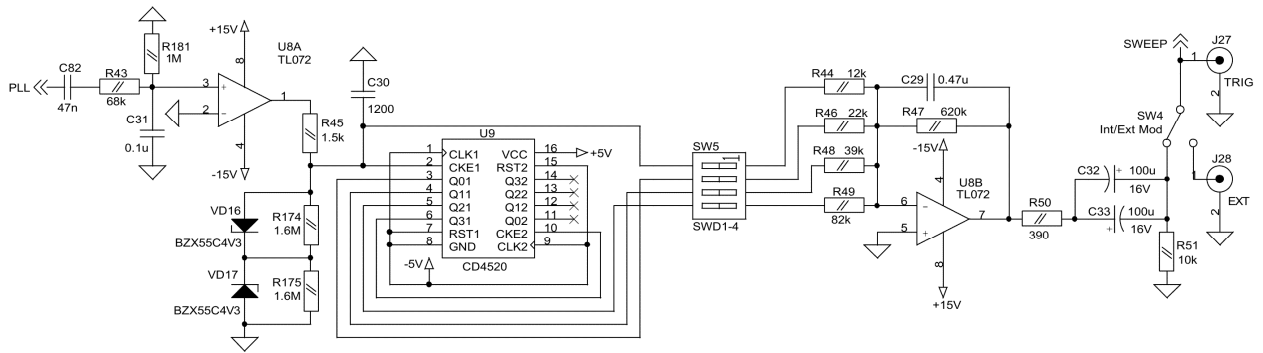 PLL
C82
47n
R43
68k
R181
1M
C31
0.1u
+15V
8
U8A
TL072
3
+
2
−
1
4
-15V
R45
1.5k
C30
1200
VD16
BZX55C4V3
R174
1.6M
VD17
BZX55C4V3
R175
1.6M
U9
1 CLK1
2 CKE1
3 Q01
4 Q11
5 Q21
6 Q31
7 RST1
8 GND
VCC 16
+5V
RST2 15
Q32 14
Q22 13
Q12 12
Q02 11
CKE2 10
CLK2 9
CD4520
-5V
SW5
1
SWD1-4
R44 12k
R46 22k
R48 39k
R49
82k
C29 0.47u
R47 620k
-15V
4
U8B
TL072
6
−
5
+
7
8
+15V
R50
390
C32
+ 100u
16V
C33 100u
+
16V
R51
10k
SWEEP
SW4
Int/Ext Mod
J27
1
2
TRIG
J28
1
2
EXT